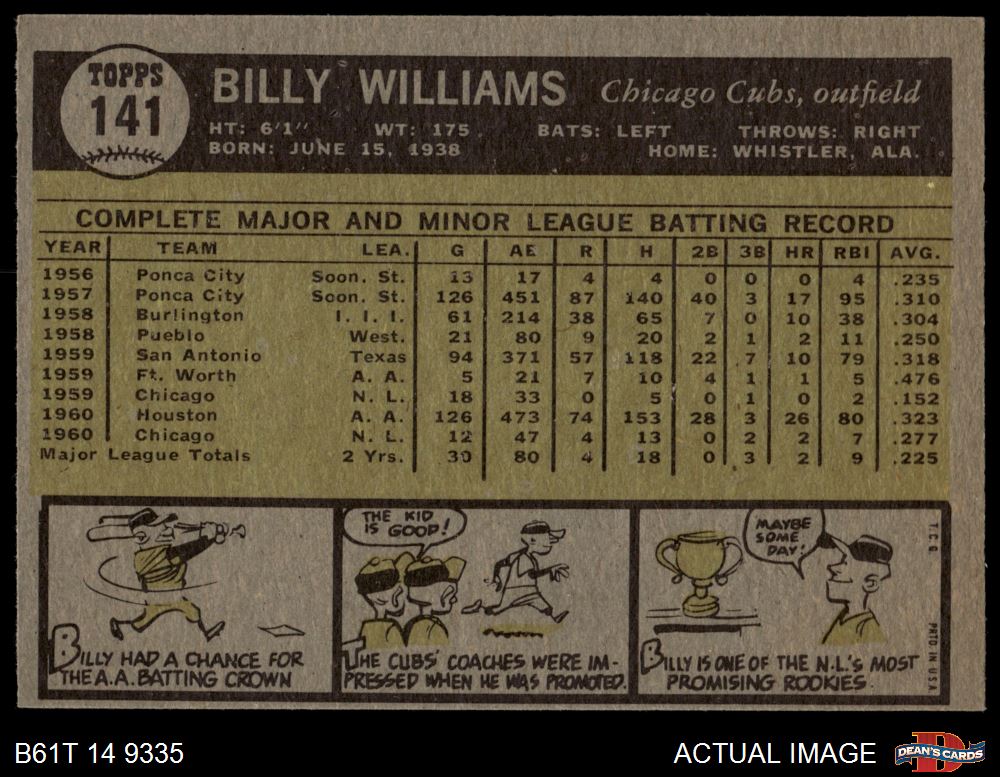 TOPPS
141
BILLY WILLIAMS Chicago Cubs, outfield
HT: 6'1" WT: 175 BATS: LEFT THROWS: RIGHT
BORN: JUNE 15, 1938 HOME: WHISTLER, ALA.
COMPLETE MAJOR AND MINOR LEAGUE BATTING RECORD
YEAR TEAM LEA. G AE R H 2B 3B HR RBI AVG.
1956 Ponca City Soon. St. 13 17 4 4 0 0 0 4 .235
1957 Ponca City Soon. St. 126 451 87 140 40 3 17 95 .310
1958 Burlington I. I. I. 61 214 38 65 7 0 10 38 .304
1958 Pueblo West. 21 80 9 20 2 1 2 11 .250
1959 San Antonio Texas 94 371 57 118 22 7 10 79 .318
1959 Ft. Worth A. A. 5 21 7 10 4 1 1 5 .476
1959 Chicago N. L. 18 33 0 5 0 1 0 2 .152
1960 Houston A. A. 126 473 74 153 28 3 26 80 .323
1960 Chicago N. L. 12 47 4 13 0 2 2 7 .277
Major League Totals 2 Yrs. 30 80 4 18 0 3 2 9 .225
BILLY HAD A CHANCE FOR
THE A.A. BATTING CROWN
THE KID
IS GOOD!
THE CUBS' COACHES WERE IM-
PRESSED WHEN HE WAS PROMOTED.
MAYBE
SOME
DAY!
BILLY IS ONE OF THE N.L.'S MOST
PROMISING ROOKIES
T.C.G.
PRTD IN U.S.A.
B61T 14 9335
ACTUAL IMAGE
D
DEAN'S CARDS